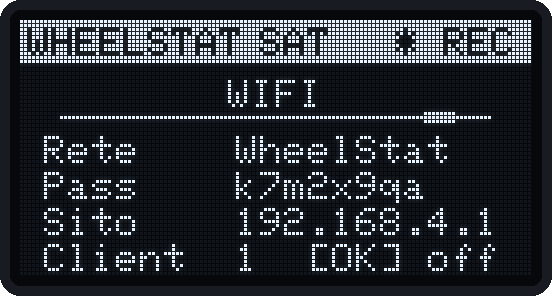 WHEELSTAT SAT * REC
WIFI
Rete WheelStat
Pass k7m2x9qa
Sito 192.168.4.1
Client 1 [OK] off